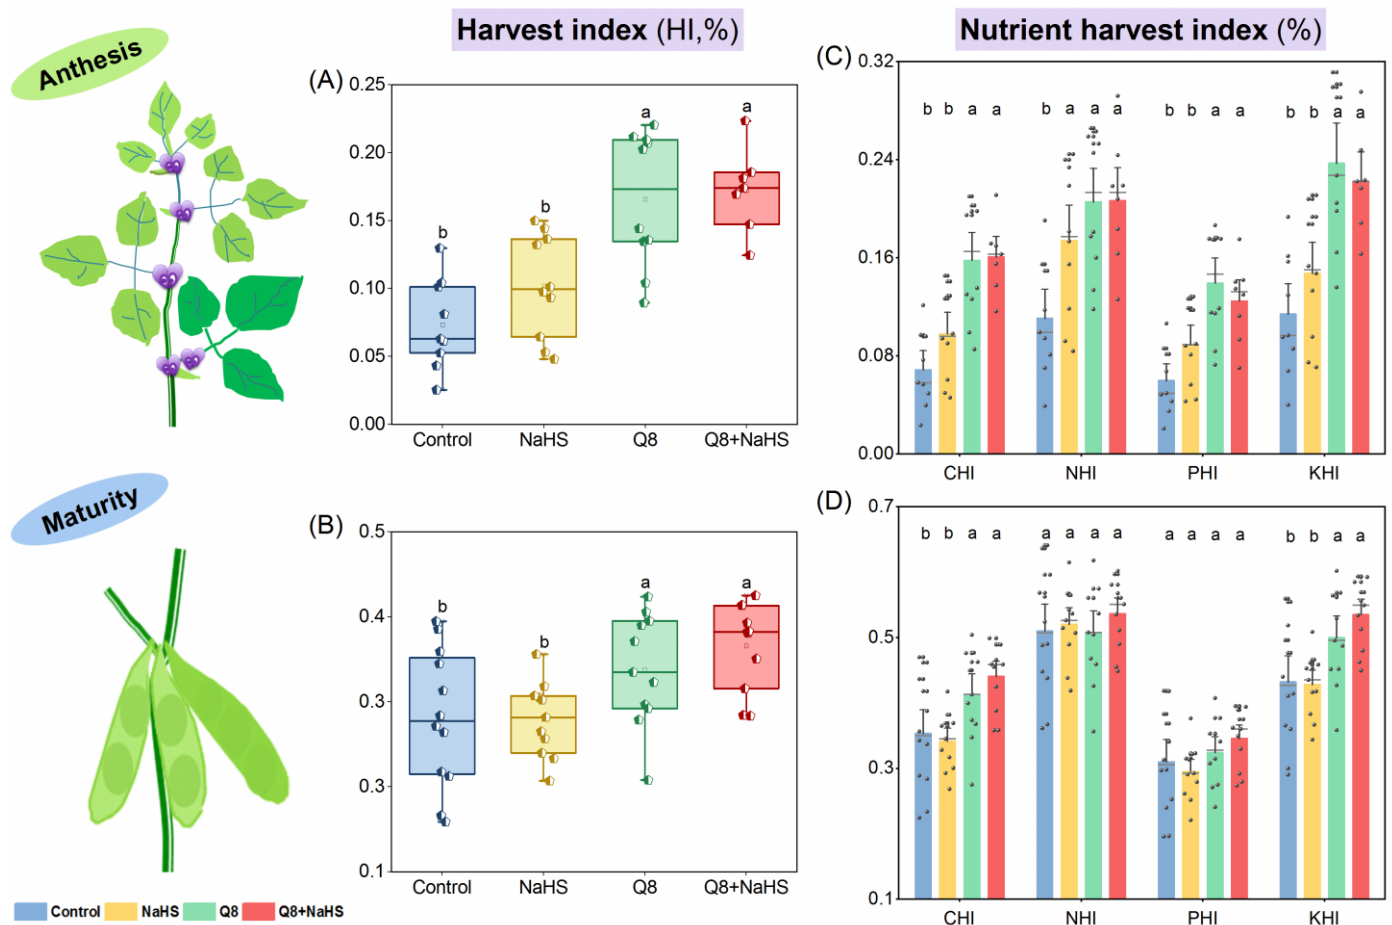 Harvest index (HI,%)
Nutrient harvest index (%)
Anthesis
(A)
0.25
0.20
0.15
0.10
0.05
0.00
b
b
a
a
Control NaHS Q8 Q8+NaHS
(C)
0.32
0.24
0.16
0.08
0.00
b b a a b a a a b b a a b b a a
CHI NHI PHI KHI
Maturity
(B)
0.5
0.4
0.3
0.3
0.1
b
b
a
a
Control NaHS Q8 Q8+NaHS
(D)
0.7
0.5
0.3
0.1
b b a a a a a a a a a a b b a a
CHI NHI PHI KHI
Control NaHS Q8 Q8+NaHS